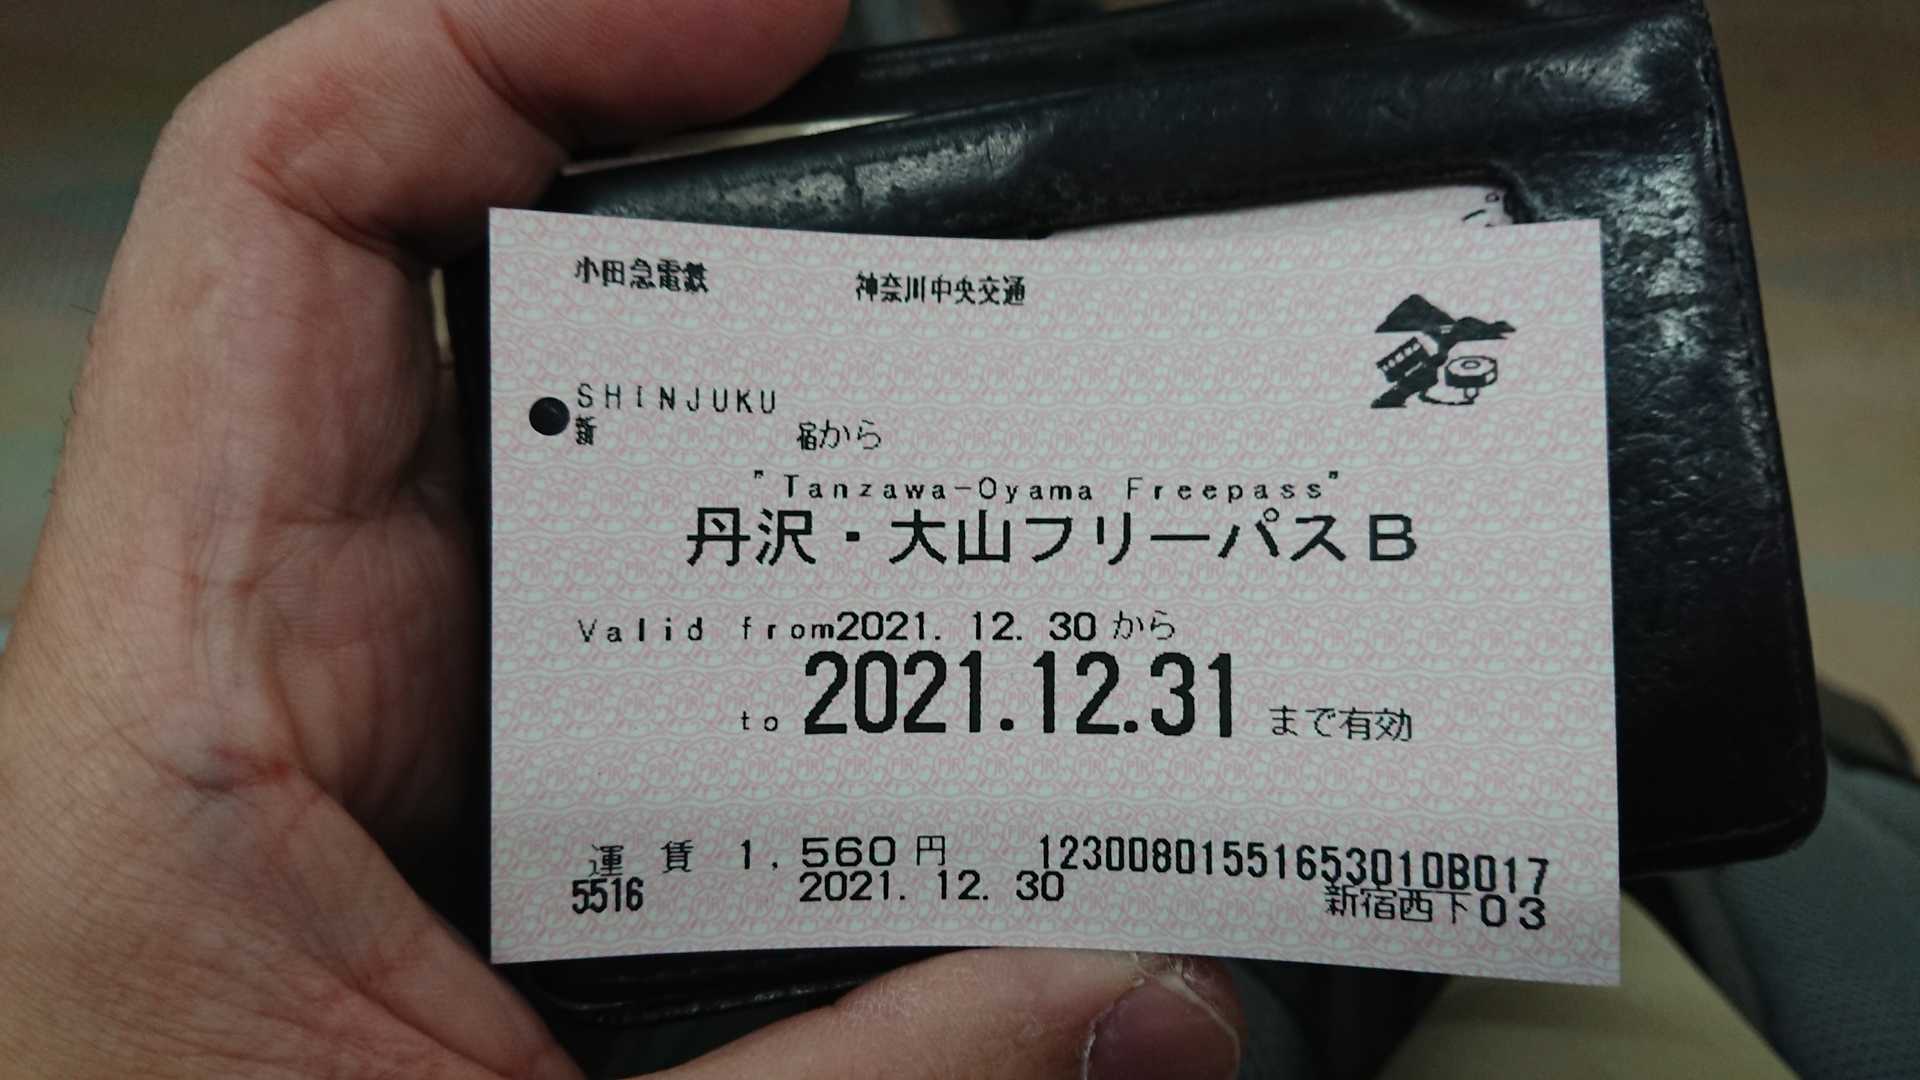 小田急電鉄 神奈川中央交通
SHINJUKU
新 宿から
"Tanzawa-Oyama Freepass"
丹沢・大山フリーパスB
Valid from2021. 12. 30から
to 2021.12.31まで有効
運 賃 1, 560円 12300801551653010B017
5516 2021. 12. 30 新宿西下03